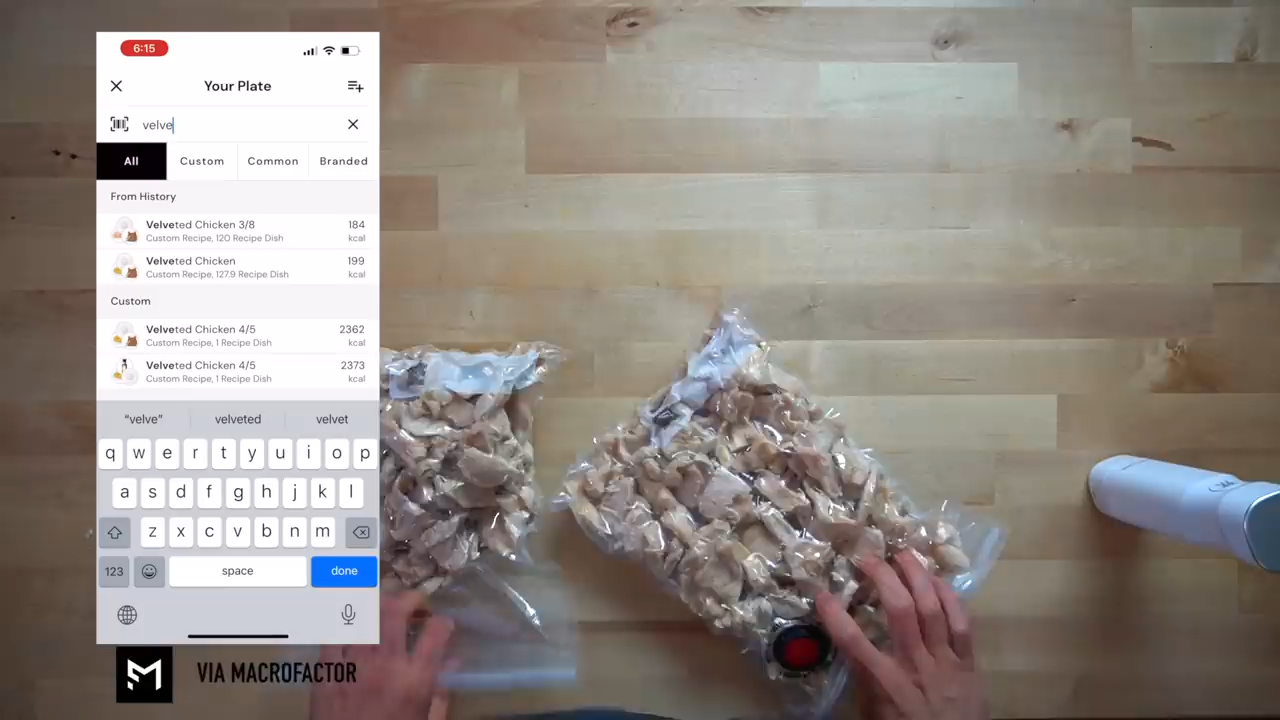 6:15
Your Plate
velve
All Custom Common Branded
From History
Velveted Chicken 3/8 184
Custom Recipe, 120 Recipe Dish kcal
Velveted Chicken 199
Custom Recipe, 127.9 Recipe Dish kcal
Custom
Velveted Chicken 4/5 2362
Custom Recipe, 1 Recipe Dish kcal
Velveted Chicken 4/5 2373
Custom Recipe, 1 Recipe Dish kcal
“velve” velveted velvet
q w e r t y u i o p
a s d f g h j k l
z x c v b n m
123 space done
VIA MACROFACTOR